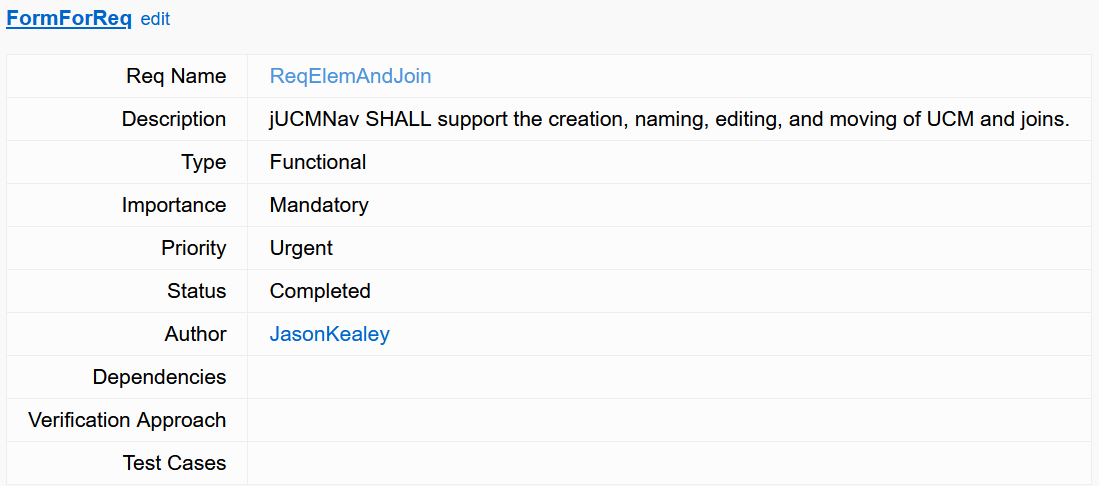 FormForReq edit
Req Name ReqElemAndJoin
Description jUCMNav SHALL support the creation, naming, editing, and moving of UCM and joins.
Type Functional
Importance Mandatory
Priority Urgent
Status Completed
Author JasonKealey
Dependencies
Verification Approach
Test Cases